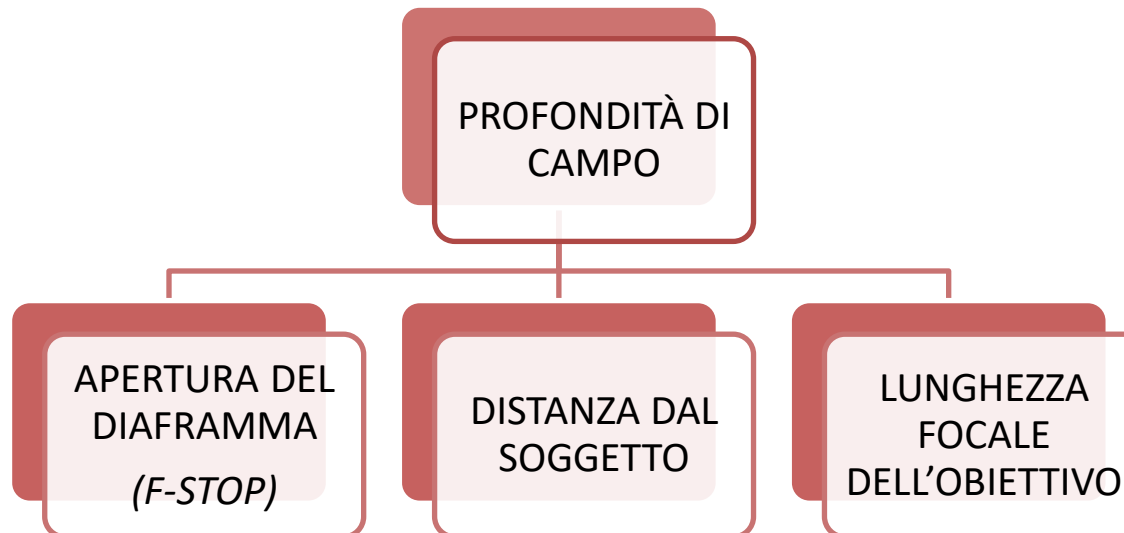 PROFONDITÀ DI
CAMPO
APERTURA DEL
DIAFRAMMA
(F-STOP)
DISTANZA DAL
SOGGETTO
LUNGHEZZA
FOCALE
DELL’OBIETTIVO